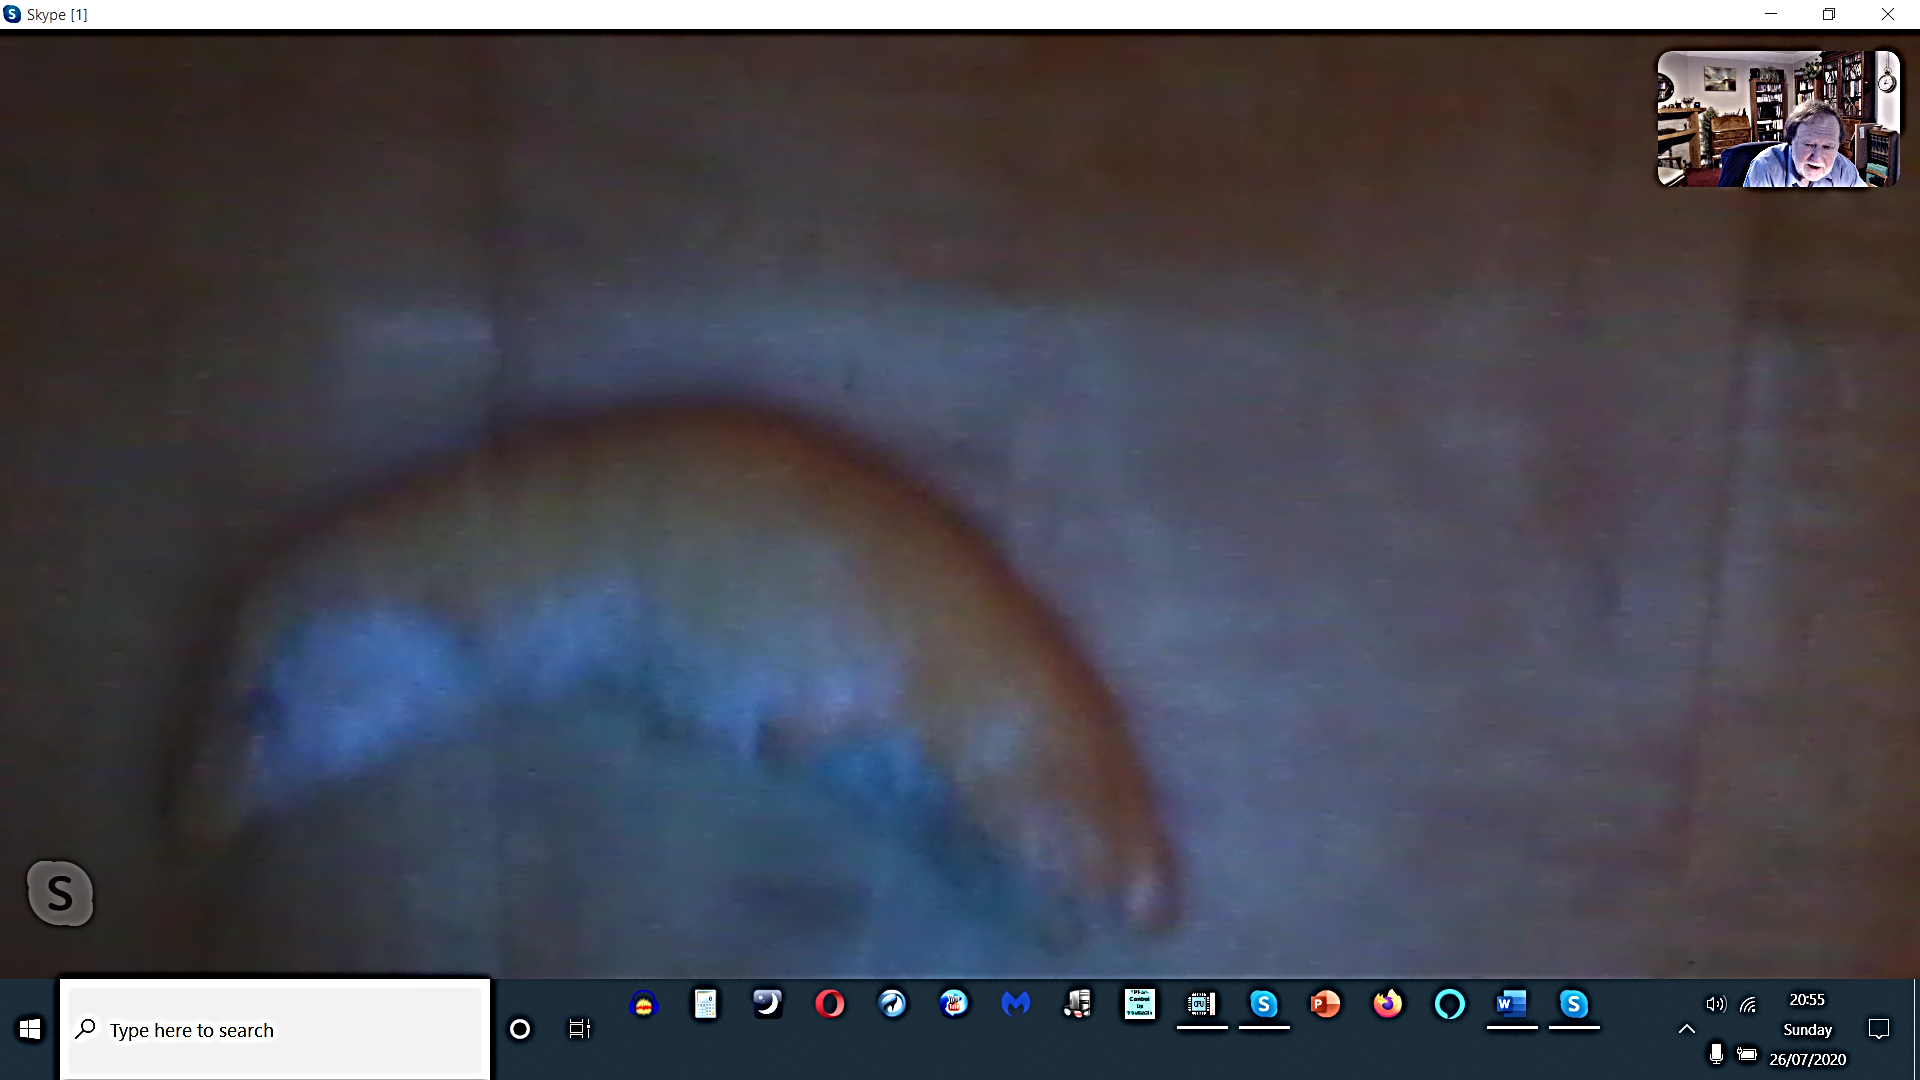 Skype [1]
S
Type here to search
20:55
Sunday
26/07/2020